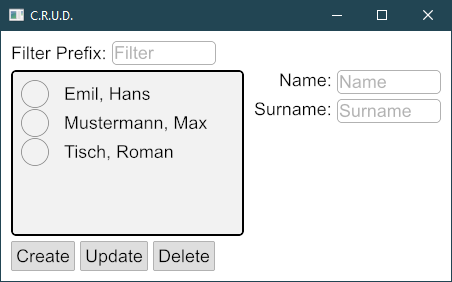 C.R.U.D.
Filter Prefix: Filter
Emil, Hans
Mustermann, Max
Tisch, Roman
Name: Name
Surname: Surname
Create Update Delete